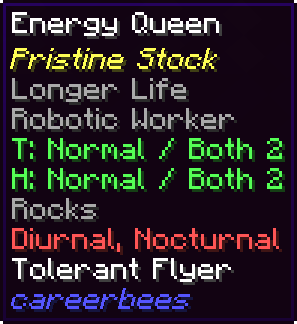 Energy Queen
Pristine Stock
Longer Life
Robotic Worker
T: Normal / Both 2
H: Normal / Both 2
Rocks
Diurnal, Nocturnal
Tolerant Flyer
careerbees